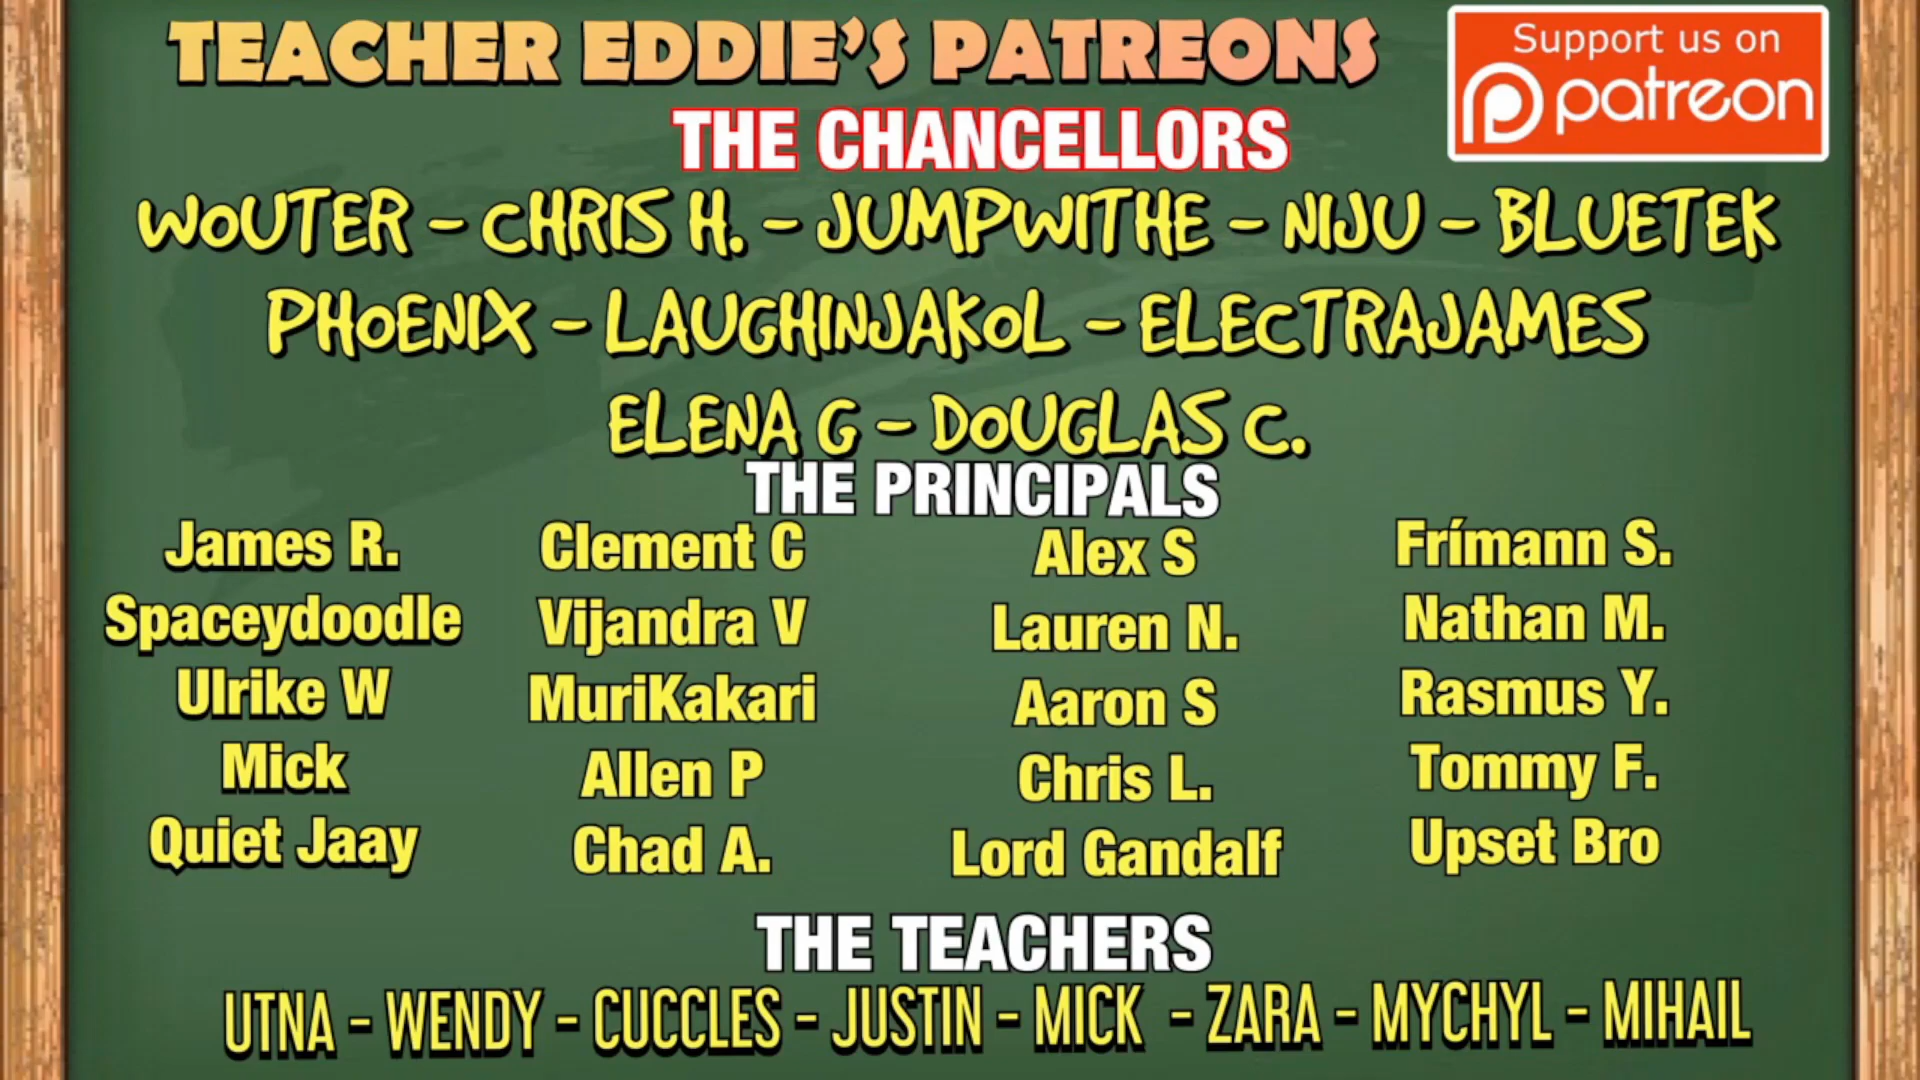 TEACHER EDDIE'S PATREONS
Support us on
patreon
THE CHANCELLORS
WOUTER - CHRIS H. - JUMPWITHE - NIJU - BLUETEK
PHOENIX - LAUGHINJAKOL - ELECTRAJAMES
ELENA G - DOUGLAS C.
THE PRINCIPALS
James R.
Spaceydoodle
Ulrike W
Mick
Quiet Jaay
Clement C
Vijandra V
MuriKakari
Allen P
Chad A.
Alex S
Lauren N.
Aaron S
Chris L.
Lord Gandalf
Frímann S.
Nathan M.
Rasmus Y.
Tommy F.
Upset Bro
THE TEACHERS
UTNA - WENDY - CUCCLES - JUSTIN - MICK - ZARA - MYCHYL - MIHAIL